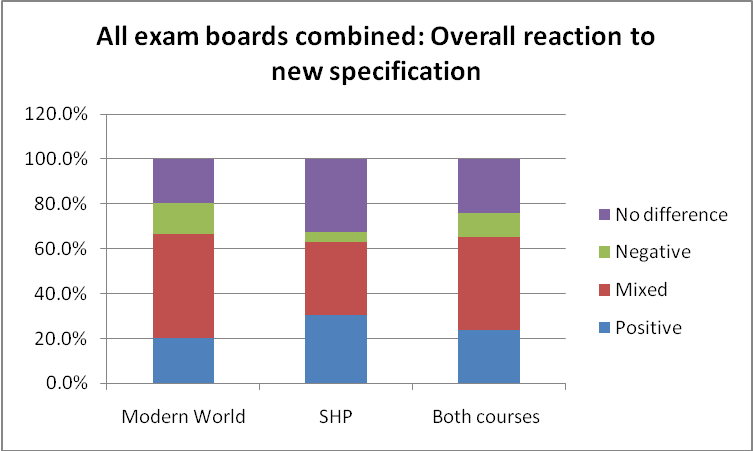 All exam boards combined: Overall reaction to
new specification
120.0%
100.0%
80.0%
60.0%
40.0%
20.0%
0.0%
Modern World
SHP
Both courses
No difference
Negative
Mixed
Positive